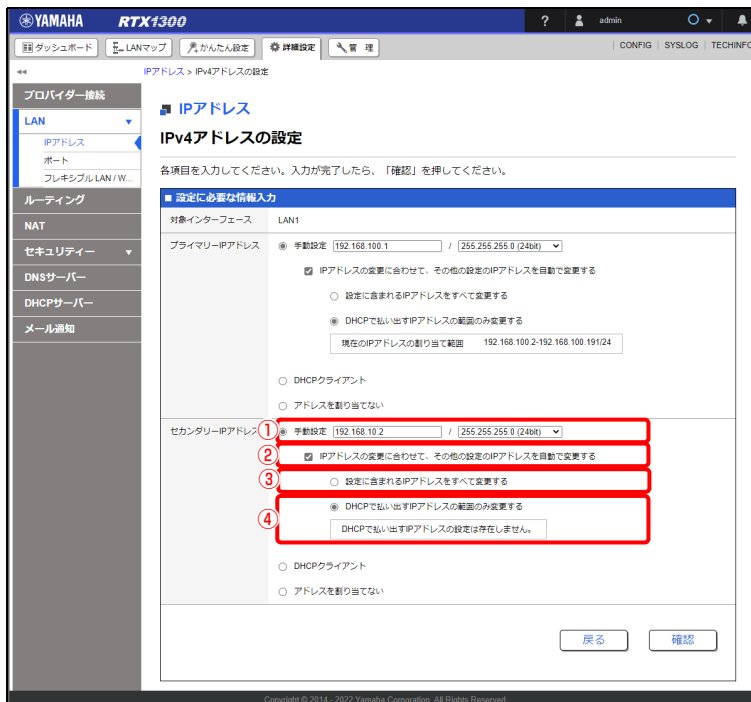 YAMAHA RTX1300 ? admin
ダッシュボード LANマップ かんたん設定 詳細設定 管 理 CONFIG SYSLOG TECHINFO
IPアドレス > IPv4アドレスの設定
プロバイダー接続
LAN
IPアドレス
ポート
フレキシブル LAN / W...
ルーティング
NAT
セキュリティー
DNSサーバー
DHCPサーバー
メール通知
IPアドレス
IPv4アドレスの設定
各項目を入力してください。入力が完了したら、「確認」を押してください。
■ 設定に必要な情報入力
対象インターフェース LAN1
プライマリーIPアドレス 手動設定 192.168.100.1 / 255.255.255.0 (24bit)
IPアドレスの変更に合わせて、その他の設定のIPアドレスを自動で変更する
設定に含まれるIPアドレスをすべて変更する
DHCPで払い出すIPアドレスの範囲のみ変更する
現在のIPアドレスの割り当て範囲 192.168.100.2-192.168.100.191/24
DHCPクライアント
アドレスを割り当てない
セカンダリーIPアドレス ① 手動設定 192.168.10.2 / 255.255.255.0 (24bit)
② IPアドレスの変更に合わせて、その他の設定のIPアドレスを自動で変更する
③ 設定に含まれるIPアドレスをすべて変更する
④ DHCPで払い出すIPアドレスの範囲のみ変更する
DHCPで払い出すIPアドレスの設定は存在しません。
DHCPクライアント
アドレスを割り当てない
戻る 確認
Copyright © 2014 - 2022 Yamaha Corporation. All Rights Reserved.